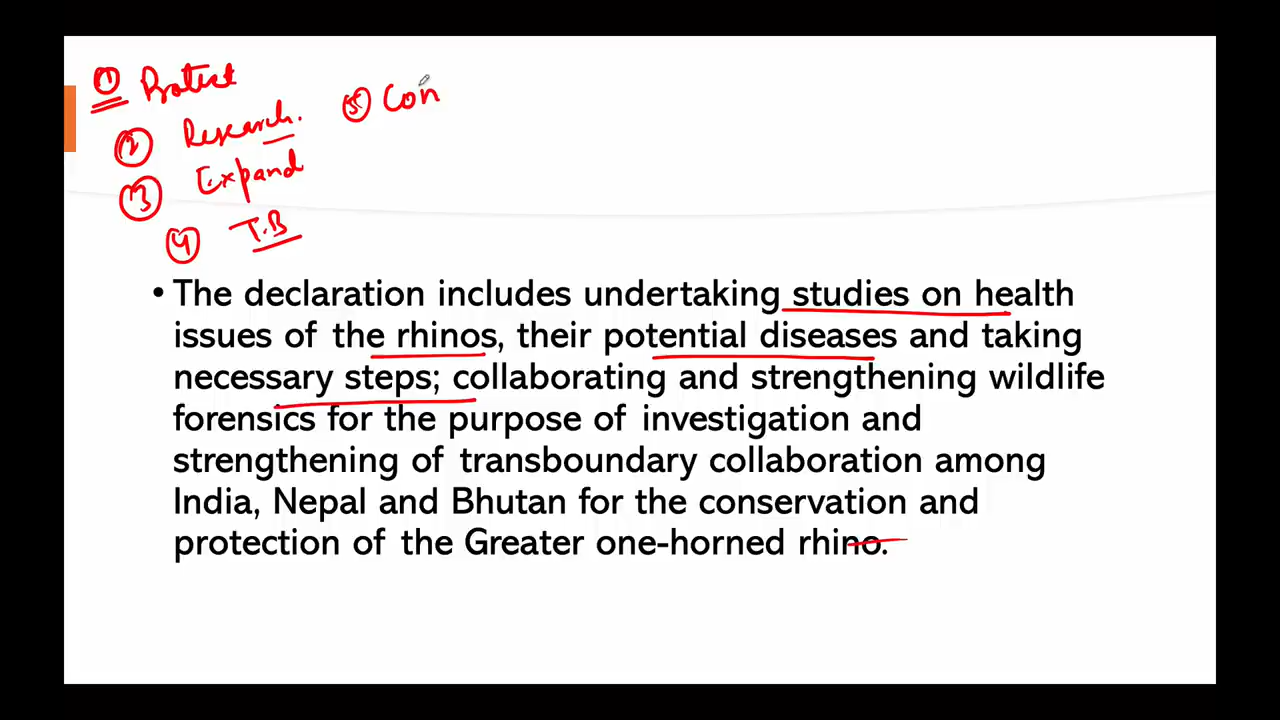 ① Protect
② Research.
③ Expand
④ T.B
⑤ Con
• The declaration includes undertaking studies on health
issues of the rhinos, their potential diseases and taking
necessary steps; collaborating and strengthening wildlife
forensics for the purpose of investigation and
strengthening of transboundary collaboration among
India, Nepal and Bhutan for the conservation and
protection of the Greater one-horned rhino.